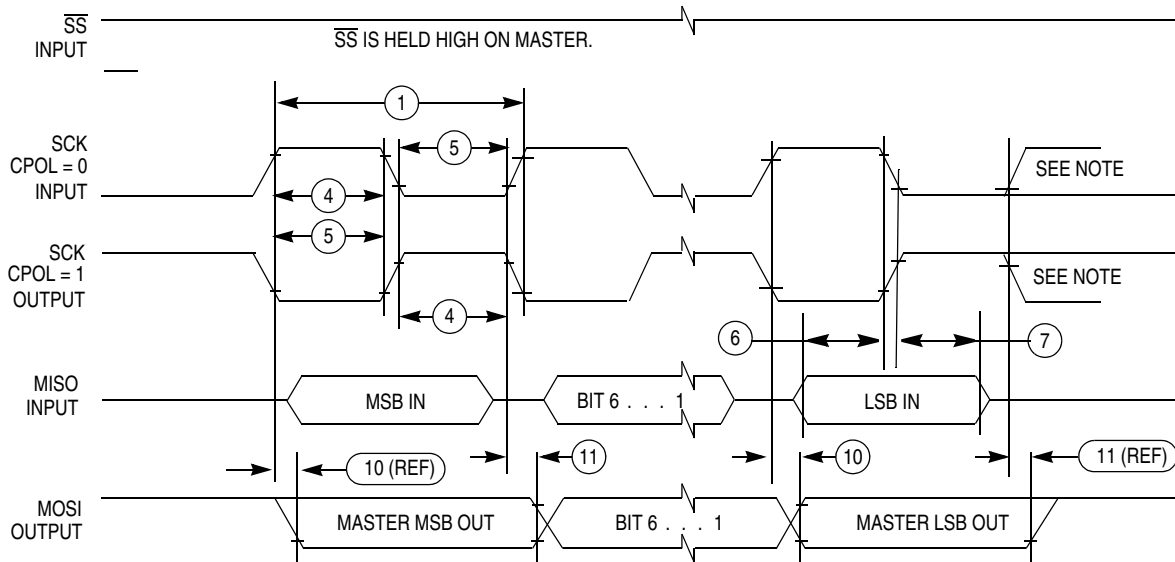 SS
INPUT
SS IS HELD HIGH ON MASTER.
1
SCK
CPOL = 0
INPUT
5
SEE NOTE
4
5
SCK
CPOL = 1
OUTPUT
SEE NOTE
4
6
7
MISO
INPUT
MSB IN
BIT 6 . . . 1
LSB IN
10 (REF)
11
10
11 (REF)
MOSI
OUTPUT
MASTER MSB OUT
BIT 6 . . . 1
MASTER LSB OUT